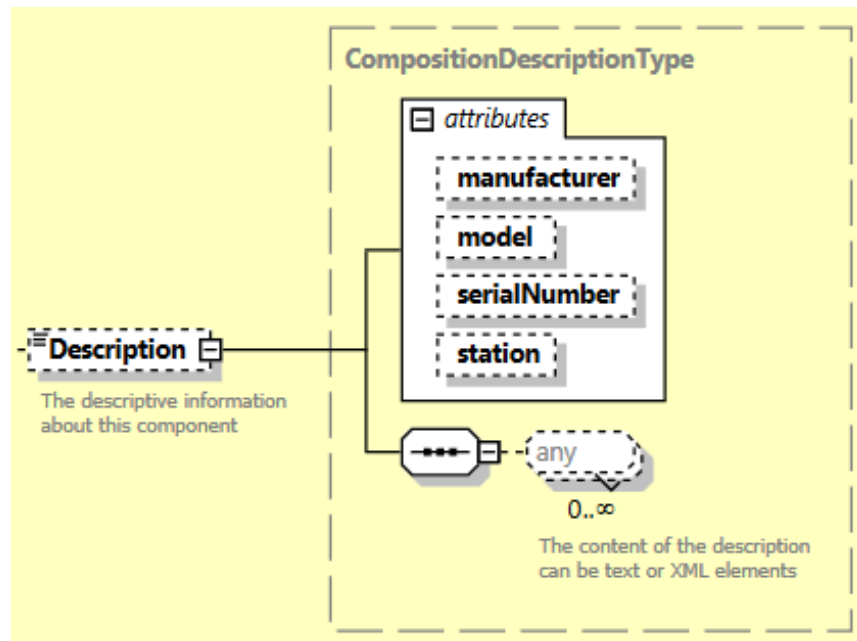 CompositionDescriptionType
attributes
manufacturer
model
serialNumber
station
Description
The descriptive information
about this component
any
0..∞
The content of the description
can be text or XML elements